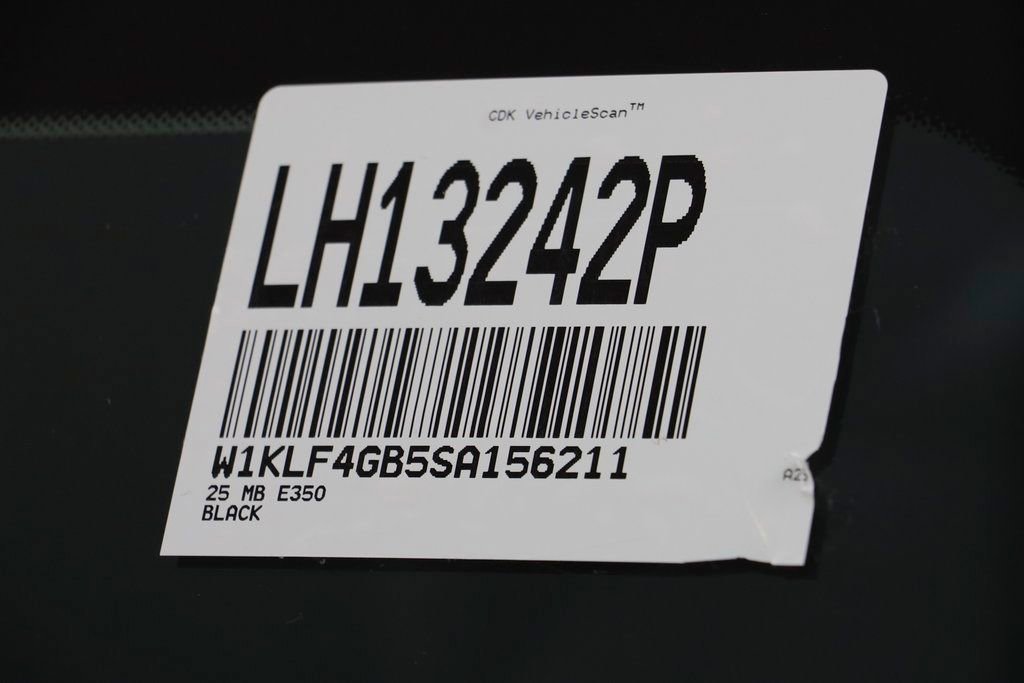 CDK VehicleScan™
LH13242P
W1KLF4GB5SA156211
25 MB E350
BLACK